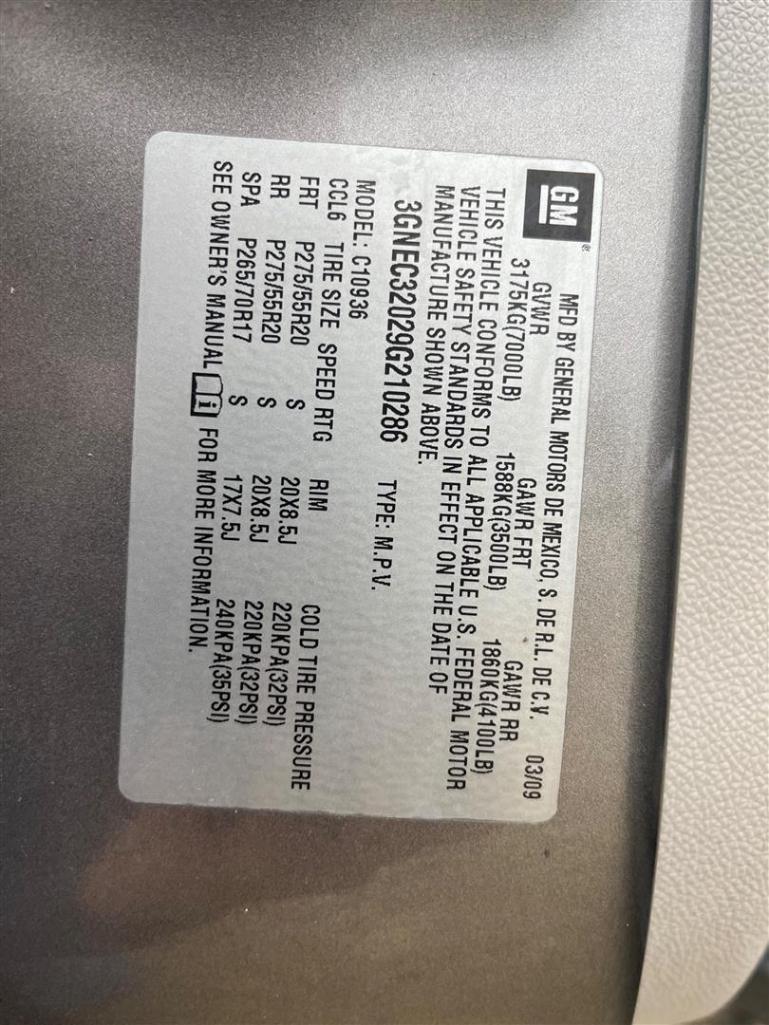 GM®
MFD BY GENERAL MOTORS DE MEXICO, S. DE R.L. DE C.V. 03/09
GVWR GAWR FRT GAWR RR
3175KG(7000LB) 1588KG(3500LB) 1860KG(4100LB)
THIS VEHICLE CONFORMS TO ALL APPLICABLE U.S. FEDERAL MOTOR
VEHICLE SAFETY STANDARDS IN EFFECT ON THE DATE OF
MANUFACTURE SHOWN ABOVE.
3GNEC32029G210286 TYPE: M.P.V.
MODEL: C10936
CCL6 TIRE SIZE SPEED RTG RIM COLD TIRE PRESSURE
FRT P275/55R20 S 20X8.5J 220KPA(32PSI)
RR P275/55R20 S 20X8.5J 220KPA(32PSI)
SPA P265/70R17 S 17X7.5J 240KPA(35PSI)
SEE OWNER'S MANUAL i FOR MORE INFORMATION.